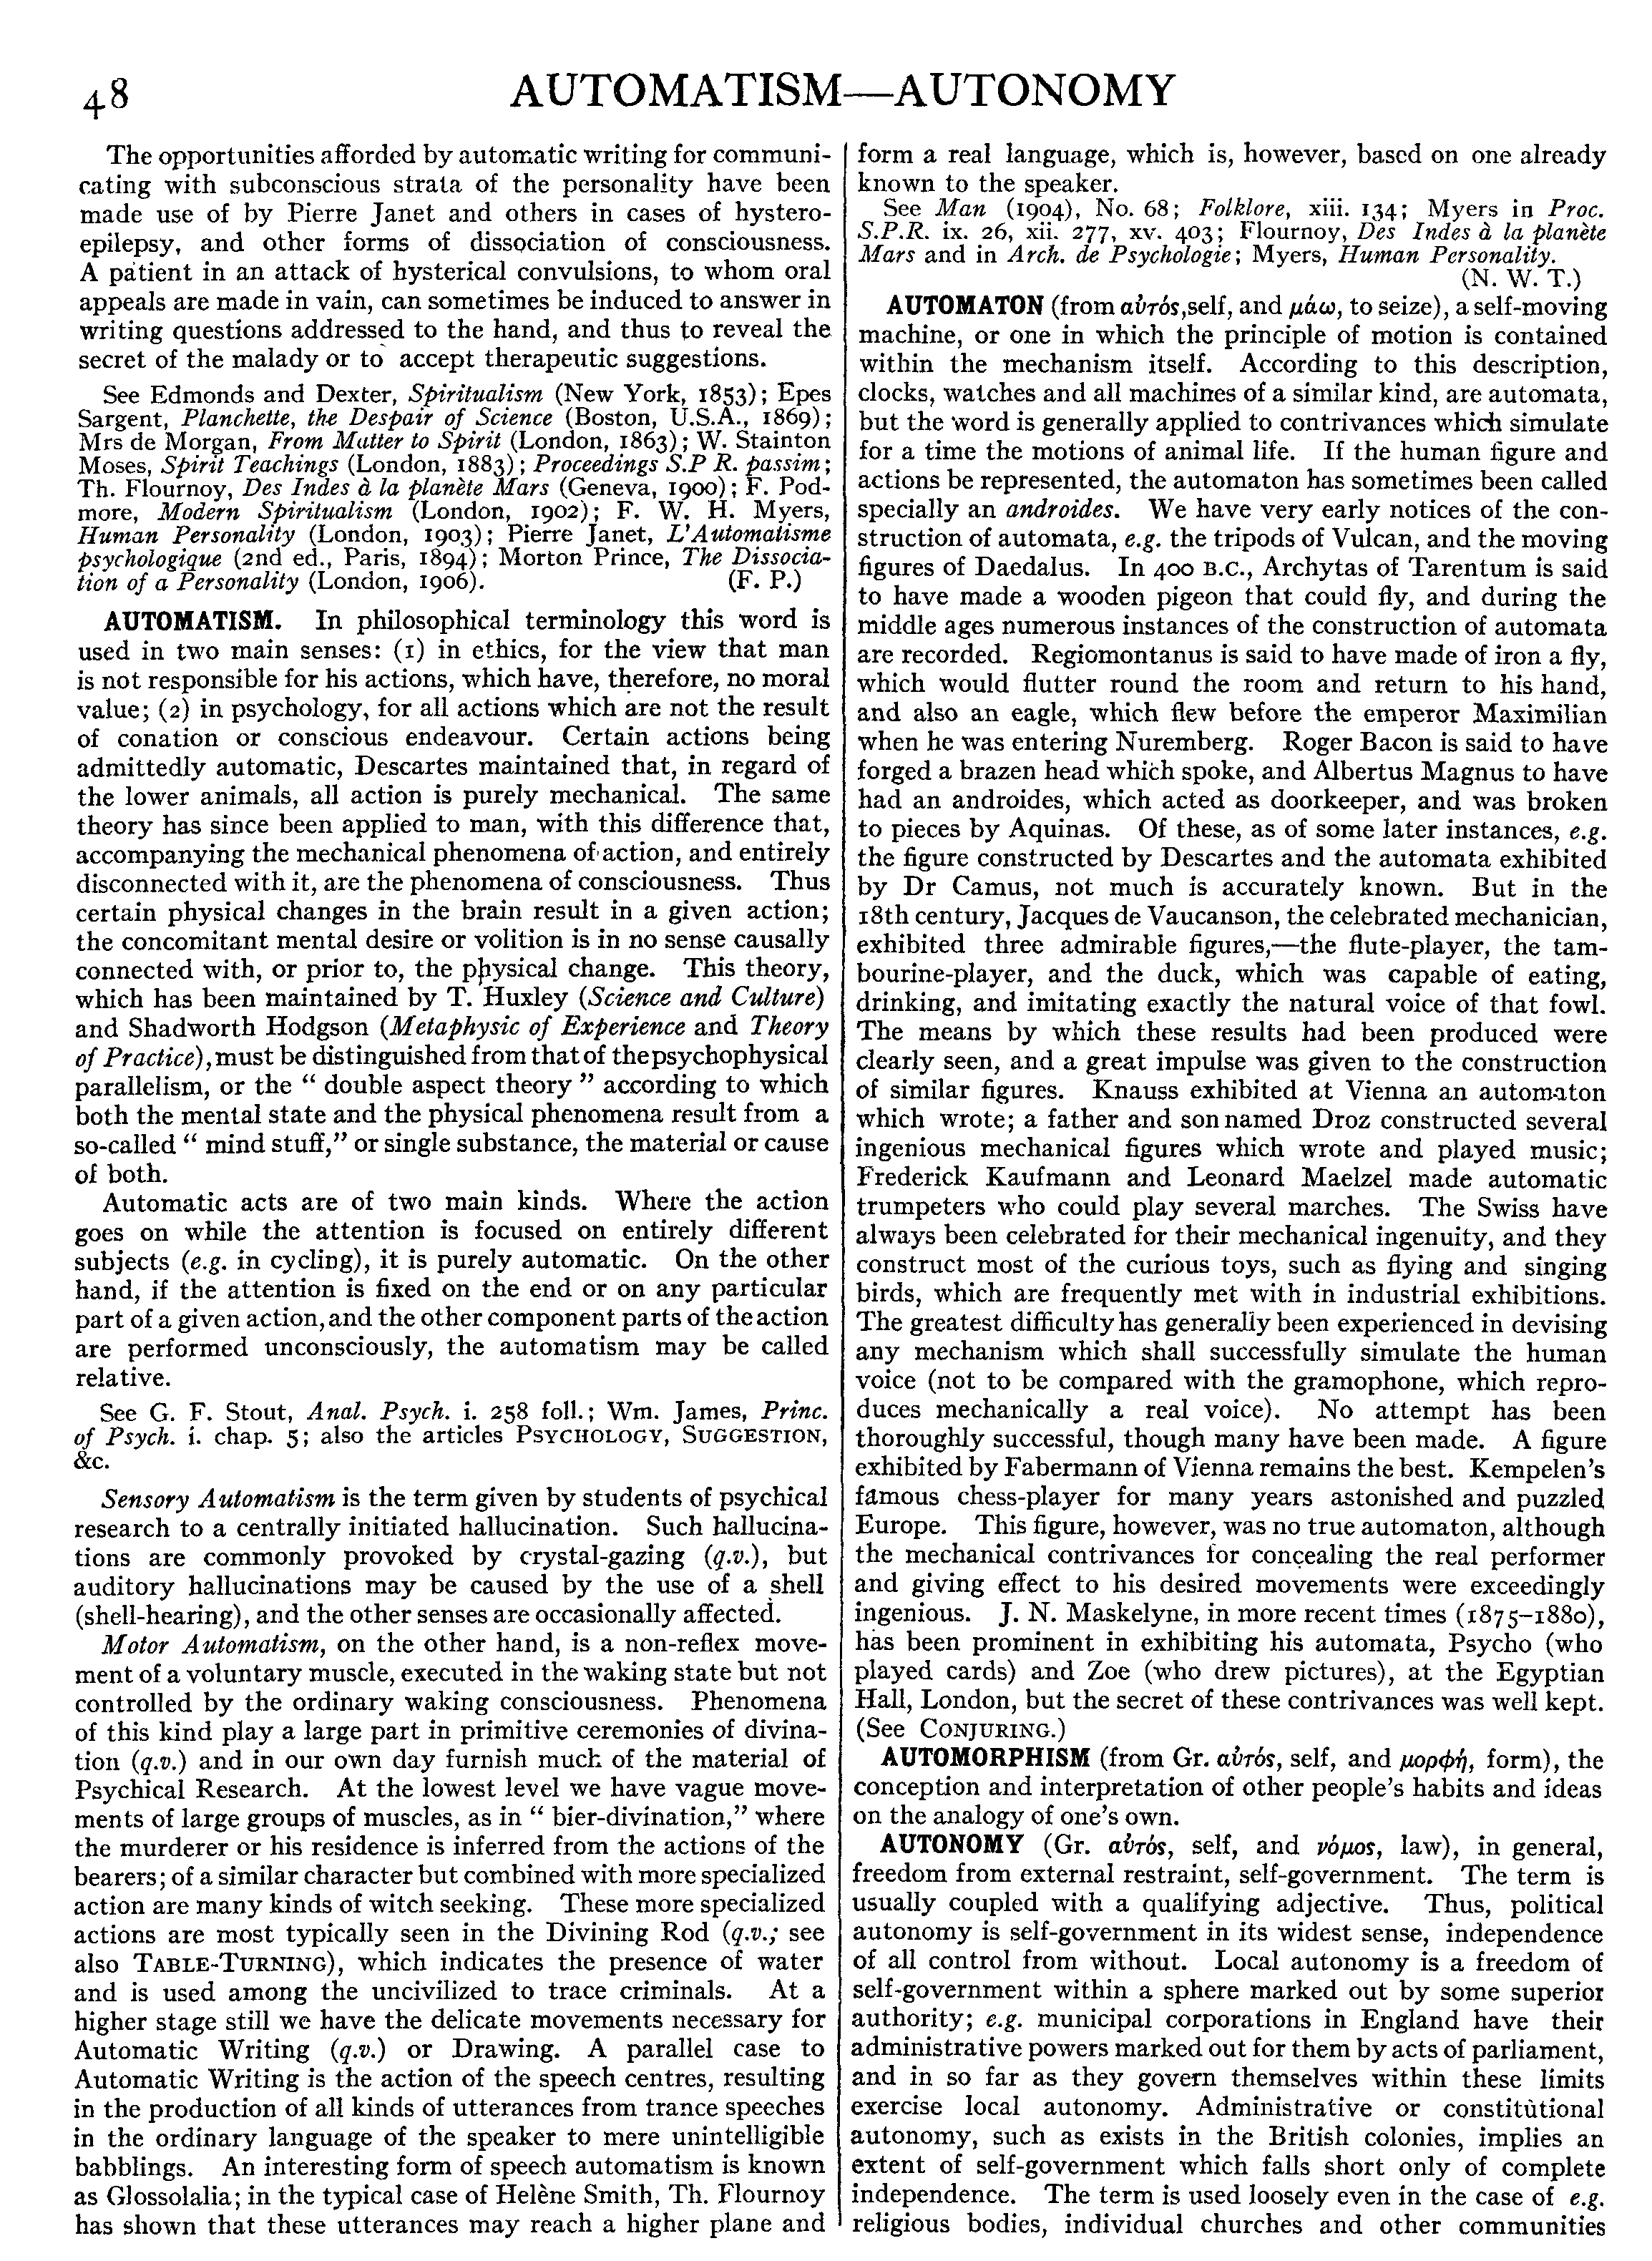 48
AUTOMATISM—AUTONOMY
The opportunities afforded by automatic writing for communi-
cating with subconscious strata of the personality have been
made use of by Pierre Janet and others in cases of hystero-
epilepsy, and other forms of dissociation of consciousness.
A patient in an attack of hysterical convulsions, to whom oral
appeals are made in vain, can sometimes be induced to answer in
writing questions addressed to the hand, and thus to reveal the
secret of the malady or to accept therapeutic suggestions.
See Edmonds and Dexter, Spiritualism (New York, 1853); Epes
Sargent, Planchette, the Despair of Science (Boston, U.S.A., 1869);
Mrs de Morgan, From Matter to Spirit (London, 1863); W. Stainton
Moses, Spirit Teachings (London, 1883); Proceedings S.P R. passim;
Th. Flournoy, Des Indes à la planète Mars (Geneva, 1900); F. Pod-
more, Modern Spiritualism (London, 1902); F. W. H. Myers,
Human Personality (London, 1903); Pierre Janet, L'Automatisme
psychologique (2nd ed., Paris, 1894); Morton Prince, The Dissocia-
tion of a Personality (London, 1906). (F. P.)
AUTOMATISM. In philosophical terminology this word is
used in two main senses: (1) in ethics, for the view that man
is not responsible for his actions, which have, therefore, no moral
value; (2) in psychology, for all actions which are not the result
of conation or conscious endeavour. Certain actions being
admittedly automatic, Descartes maintained that, in regard of
the lower animals, all action is purely mechanical. The same
theory has since been applied to man, with this difference that,
accompanying the mechanical phenomena of action, and entirely
disconnected with it, are the phenomena of consciousness. Thus
certain physical changes in the brain result in a given action;
the concomitant mental desire or volition is in no sense causally
connected with, or prior to, the physical change. This theory,
which has been maintained by T. Huxley (Science and Culture)
and Shadworth Hodgson (Metaphysic of Experience and Theory
of Practice), must be distinguished from that of the psychophysical
parallelism, or the " double aspect theory " according to which
both the mental state and the physical phenomena result from a
so-called " mind stuff," or single substance, the material or cause
of both.
Automatic acts are of two main kinds. Where the action
goes on while the attention is focused on entirely different
subjects (e.g. in cycling), it is purely automatic. On the other
hand, if the attention is fixed on the end or on any particular
part of a given action, and the other component parts of the action
are performed unconsciously, the automatism may be called
relative.
See G. F. Stout, Anal. Psych. i. 258 foll.; Wm. James, Princ.
of Psych. i. chap. 5; also the articles PSYCHOLOGY, SUGGESTION,
&c.
Sensory Automatism is the term given by students of psychical
research to a centrally initiated hallucination. Such hallucina-
tions are commonly provoked by crystal-gazing (q.v.), but
auditory hallucinations may be caused by the use of a shell
(shell-hearing), and the other senses are occasionally affected.
Motor Automatism, on the other hand, is a non-reflex move-
ment of a voluntary muscle, executed in the waking state but not
controlled by the ordinary waking consciousness. Phenomena
of this kind play a large part in primitive ceremonies of divina-
tion (q.v.) and in our own day furnish much of the material of
Psychical Research. At the lowest level we have vague move-
ments of large groups of muscles, as in " bier-divination," where
the murderer or his residence is inferred from the actions of the
bearers; of a similar character but combined with more specialized
action are many kinds of witch seeking. These more specialized
actions are most typically seen in the Divining Rod (q.v.; see
also TABLE-TURNING), which indicates the presence of water
and is used among the uncivilized to trace criminals. At a
higher stage still we have the delicate movements necessary for
Automatic Writing (q.v.) or Drawing. A parallel case to
Automatic Writing is the action of the speech centres, resulting
in the production of all kinds of utterances from trance speeches
in the ordinary language of the speaker to mere unintelligible
babblings. An interesting form of speech automatism is known
as Glossolalia; in the typical case of Helène Smith, Th. Flournoy
has shown that these utterances may reach a higher plane and
form a real language, which is, however, based on one already
known to the speaker.
See Man (1904), No. 68; Folklore, xiii. 134; Myers in Proc.
S.P.R. ix. 26, xii. 277, xv. 403; Flournoy, Des Indes à la planète
Mars and in Arch. de Psychologie; Myers, Human Personality.
(N. W. T.)
AUTOMATON (from αὐτός, self, and μάω, to seize), a self-moving
machine, or one in which the principle of motion is contained
within the mechanism itself. According to this description,
clocks, watches and all machines of a similar kind, are automata,
but the word is generally applied to contrivances which simulate
for a time the motions of animal life. If the human figure and
actions be represented, the automaton has sometimes been called
specially an androides. We have very early notices of the con-
struction of automata, e.g. the tripods of Vulcan, and the moving
figures of Daedalus. In 400 B.C., Archytas of Tarentum is said
to have made a wooden pigeon that could fly, and during the
middle ages numerous instances of the construction of automata
are recorded. Regiomontanus is said to have made of iron a fly,
which would flutter round the room and return to his hand,
and also an eagle, which flew before the emperor Maximilian
when he was entering Nuremberg. Roger Bacon is said to have
forged a brazen head which spoke, and Albertus Magnus to have
had an androides, which acted as doorkeeper, and was broken
to pieces by Aquinas. Of these, as of some later instances, e.g.
the figure constructed by Descartes and the automata exhibited
by Dr Camus, not much is accurately known. But in the
18th century, Jacques de Vaucanson, the celebrated mechanician,
exhibited three admirable figures,—the flute-player, the tam-
bourine-player, and the duck, which was capable of eating,
drinking, and imitating exactly the natural voice of that fowl.
The means by which these results had been produced were
clearly seen, and a great impulse was given to the construction
of similar figures. Knauss exhibited at Vienna an automaton
which wrote; a father and son named Droz constructed several
ingenious mechanical figures which wrote and played music;
Frederick Kaufmann and Leonard Maelzel made automatic
trumpeters who could play several marches. The Swiss have
always been celebrated for their mechanical ingenuity, and they
construct most of the curious toys, such as flying and singing
birds, which are frequently met with in industrial exhibitions.
The greatest difficulty has generally been experienced in devising
any mechanism which shall successfully simulate the human
voice (not to be compared with the gramophone, which repro-
duces mechanically a real voice). No attempt has been
thoroughly successful, though many have been made. A figure
exhibited by Fabermann of Vienna remains the best. Kempelen's
famous chess-player for many years astonished and puzzled
Europe. This figure, however, was no true automaton, although
the mechanical contrivances for concealing the real performer
and giving effect to his desired movements were exceedingly
ingenious. J. N. Maskelyne, in more recent times (1875-1880),
has been prominent in exhibiting his automata, Psycho (who
played cards) and Zoe (who drew pictures), at the Egyptian
Hall, London, but the secret of these contrivances was well kept.
(See CONJURING.)
AUTOMORPHISM (from Gr. αὐτός, self, and μορφή, form), the
conception and interpretation of other people's habits and ideas
on the analogy of one's own.
AUTONOMY (Gr. αὐτός, self, and νόμος, law), in general,
freedom from external restraint, self-government. The term is
usually coupled with a qualifying adjective. Thus, political
autonomy is self-government in its widest sense, independence
of all control from without. Local autonomy is a freedom of
self-government within a sphere marked out by some superior
authority; e.g. municipal corporations in England have their
administrative powers marked out for them by acts of parliament,
and in so far as they govern themselves within these limits
exercise local autonomy. Administrative or constitutional
autonomy, such as exists in the British colonies, implies an
extent of self-government which falls short only of complete
independence. The term is used loosely even in the case of e.g.
religious bodies, individual churches and other communities